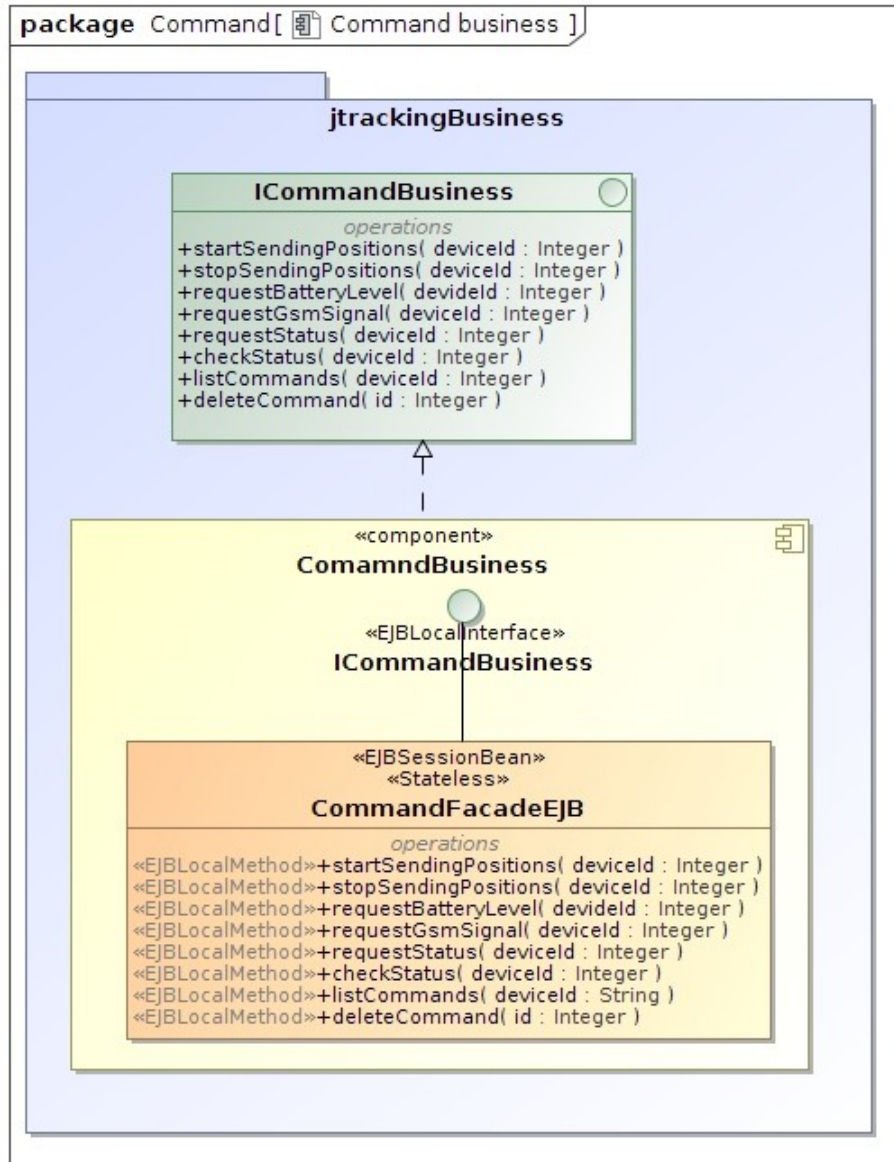 package Command[ Command business ]
jtrackingBusiness
ICommandBusiness
operations
+startSendingPositions( deviceId : Integer )
+stopSendingPositions( deviceId : Integer )
+requestBatteryLevel( devideId : Integer )
+requestGsmSignal( deviceId : Integer )
+requestStatus( deviceId : Integer )
+checkStatus( deviceId : Integer )
+listCommands( deviceId : Integer )
+deleteCommand( id : Integer )
«component»
ComamndBusiness
«EJBLocalInterface»
ICommandBusiness
«EJBSessionBean»
«Stateless»
CommandFacadeEJB
operations
«EJBLocalMethod»+startSendingPositions( deviceId : Integer )
«EJBLocalMethod»+stopSendingPositions( deviceId : Integer )
«EJBLocalMethod»+requestBatteryLevel( devideId : Integer )
«EJBLocalMethod»+requestGsmSignal( deviceId : Integer )
«EJBLocalMethod»+requestStatus( deviceId : Integer )
«EJBLocalMethod»+checkStatus( deviceId : Integer )
«EJBLocalMethod»+listCommands( deviceId : String )
«EJBLocalMethod»+deleteCommand( id : Integer )